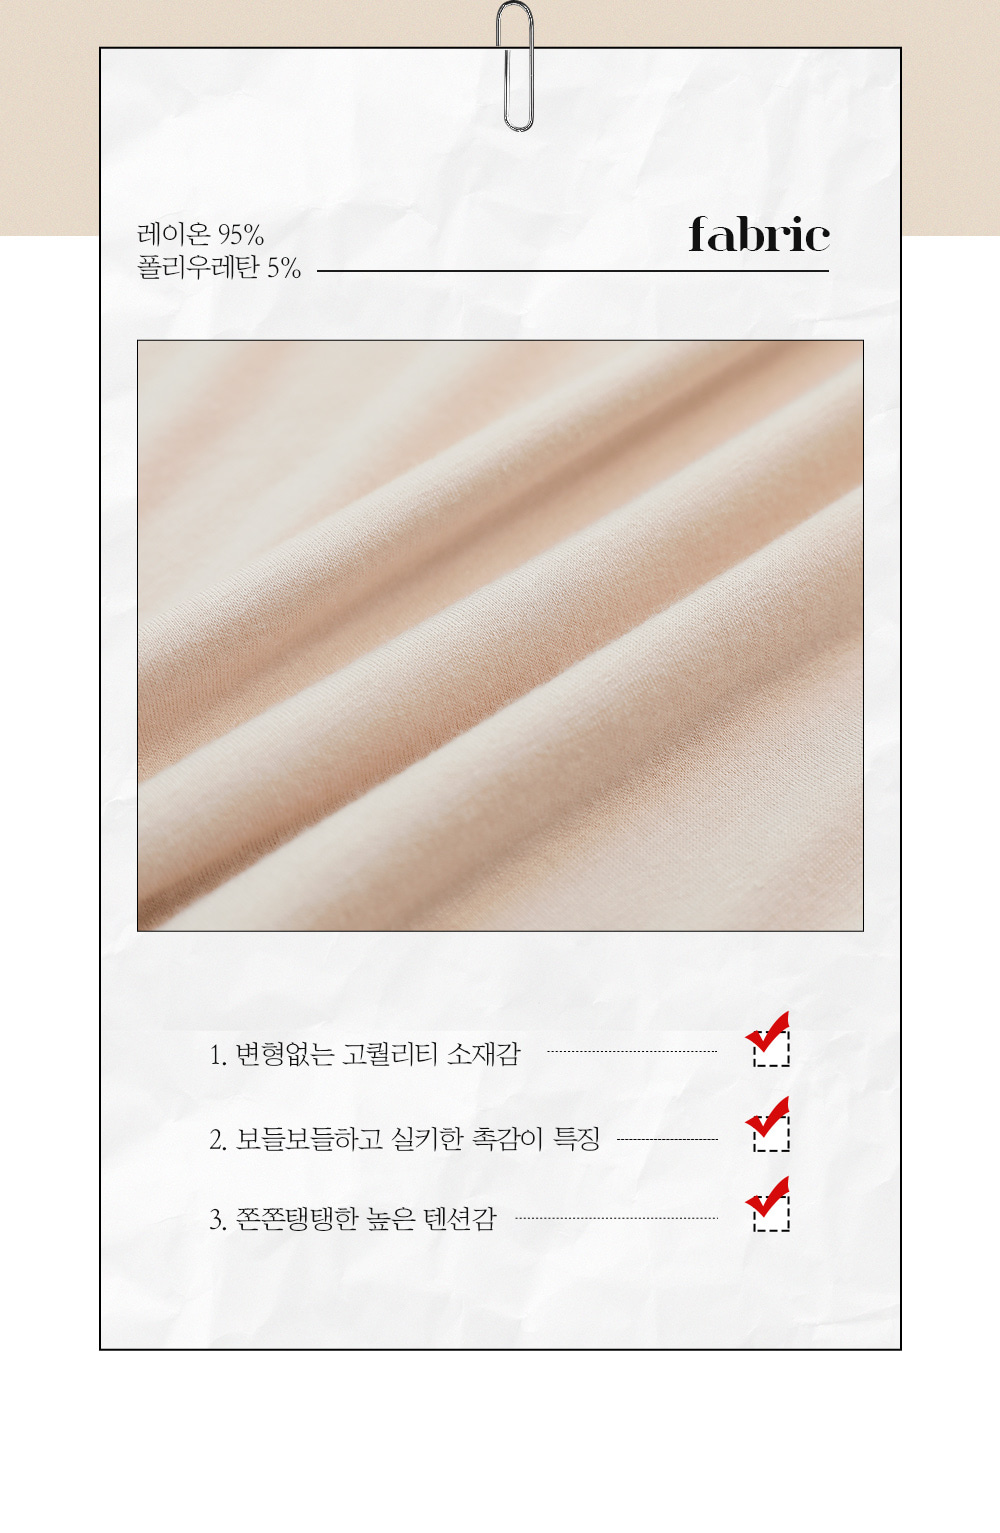 레이온 95%
폴리우레탄 5%
fabric
1. 변형없는 고퀄리티 소재감
2. 보들보들하고 실키한 촉감이 특징
3. 쫀쫀탱탱한 높은 텐션감